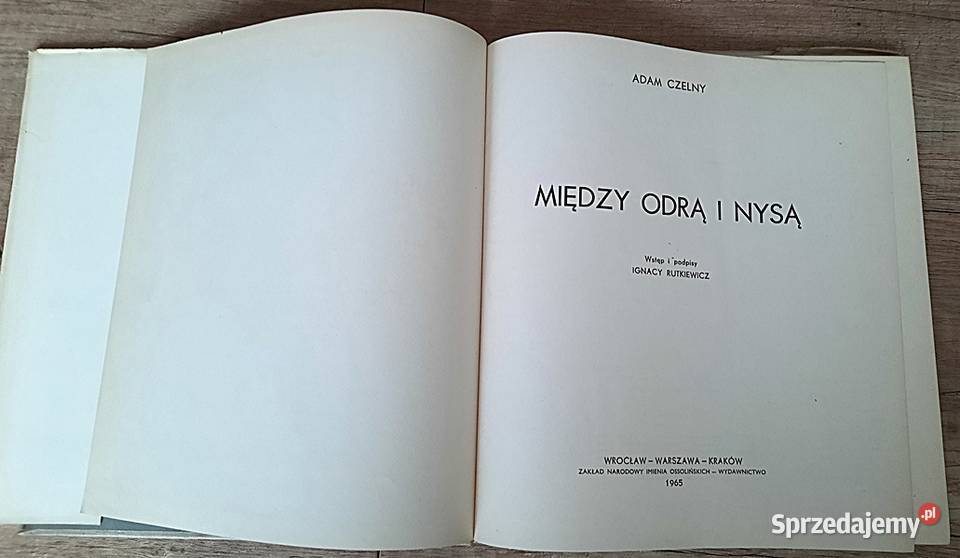 ADAM CZELNY
MIĘDZY ODRĄ I NYSĄ
Wstęp i podpisy
IGNACY RUTKIEWICZ
WROCŁAW – WARSZAWA – KRAKÓW
ZAKŁAD NARODOWY IMIENIA OSSOLIŃSKICH – WYDAWNICTWO
1965
Sprzedajemy.pl